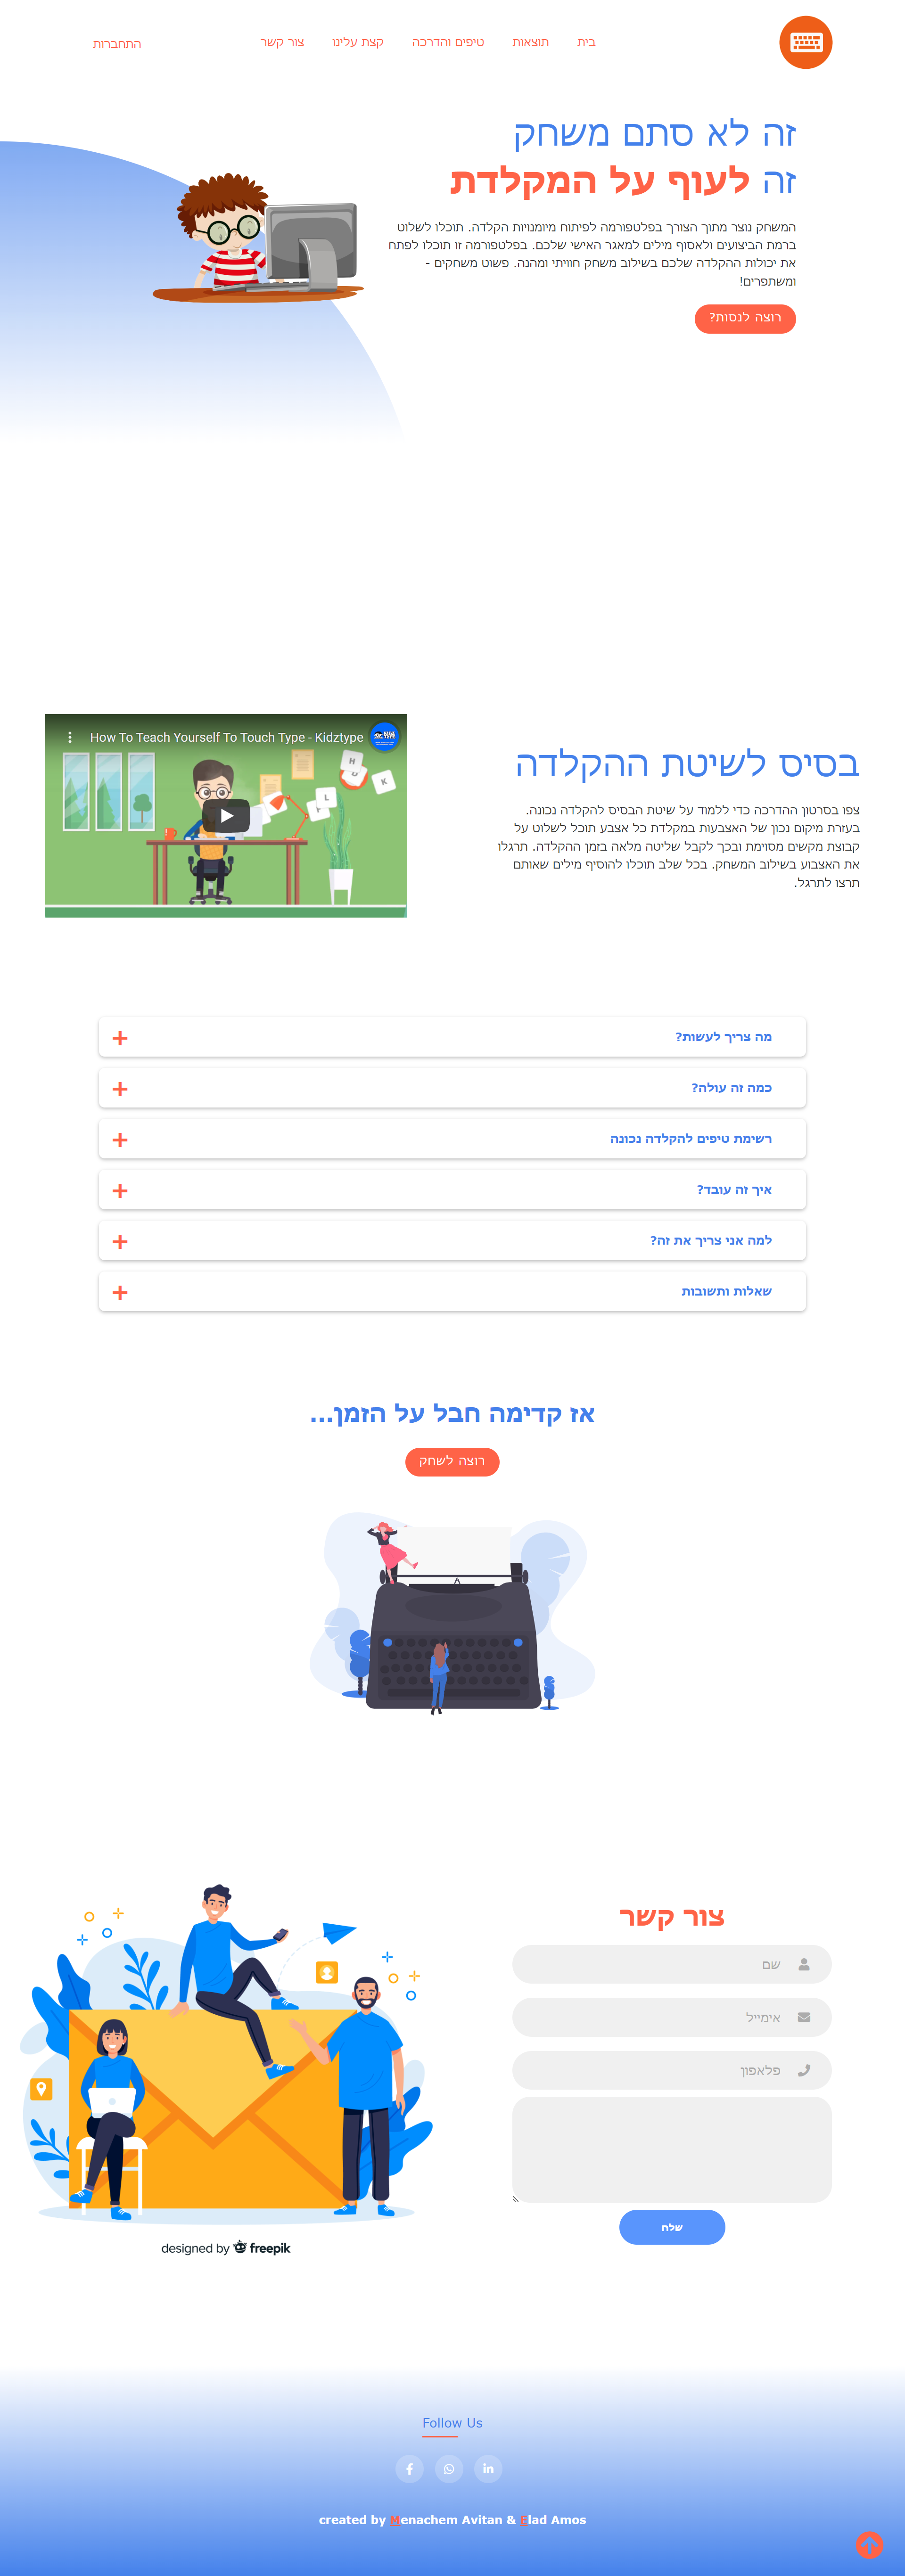 בית
תוצאות
טיפים והדרכה
קצת עלינו
צור קשר
התחברות
זה לא סתם משחק
זה לעוף על המקלדת
המשחק נוצר מתוך הצורך בפלטפורמה לפיתוח מיומנויות הקלדה. תוכלו לשלוט
ברמת הביצועים ולאסוף מילים למאגר האישי שלכם. בפלטפורמה זו תוכלו לפתח
את יכולות ההקלדה שלכם בשילוב משחק חוויתי ומהנה. פשוט משחקים -
ומשתפרים!
רוצה לנסות?
How To Teach Yourself To Touch Type - Kidztype
H
U
L
K
בסיס לשיטת ההקלדה
צפו בסרטון ההדרכה כדי ללמוד על שיטת הבסיס להקלדה נכונה.
בעזרת מיקום נכון של האצבעות במקלדת כל אצבע תוכל לשלוט על
קבוצת מקשים מסוימת ובכך לקבל שליטה מלאה בזמן ההקלדה. תרגלו
את האצבוע בשילוב המשחק. בכל שלב תוכלו להוסיף מילים שאותם
תרצו לתרגל.
מה צריך לעשות?
כמה זה עולה?
רשימת טיפים להקלדה נכונה
איך זה עובד?
למה אני צריך את זה?
שאלות ותשובות
אז קדימה חבל על הזמן...
רוצה לשחק
צור קשר
שם
אימייל
פלאפון
שלח
designed by freepik
Follow Us
created by Menachem Avitan & Elad Amos